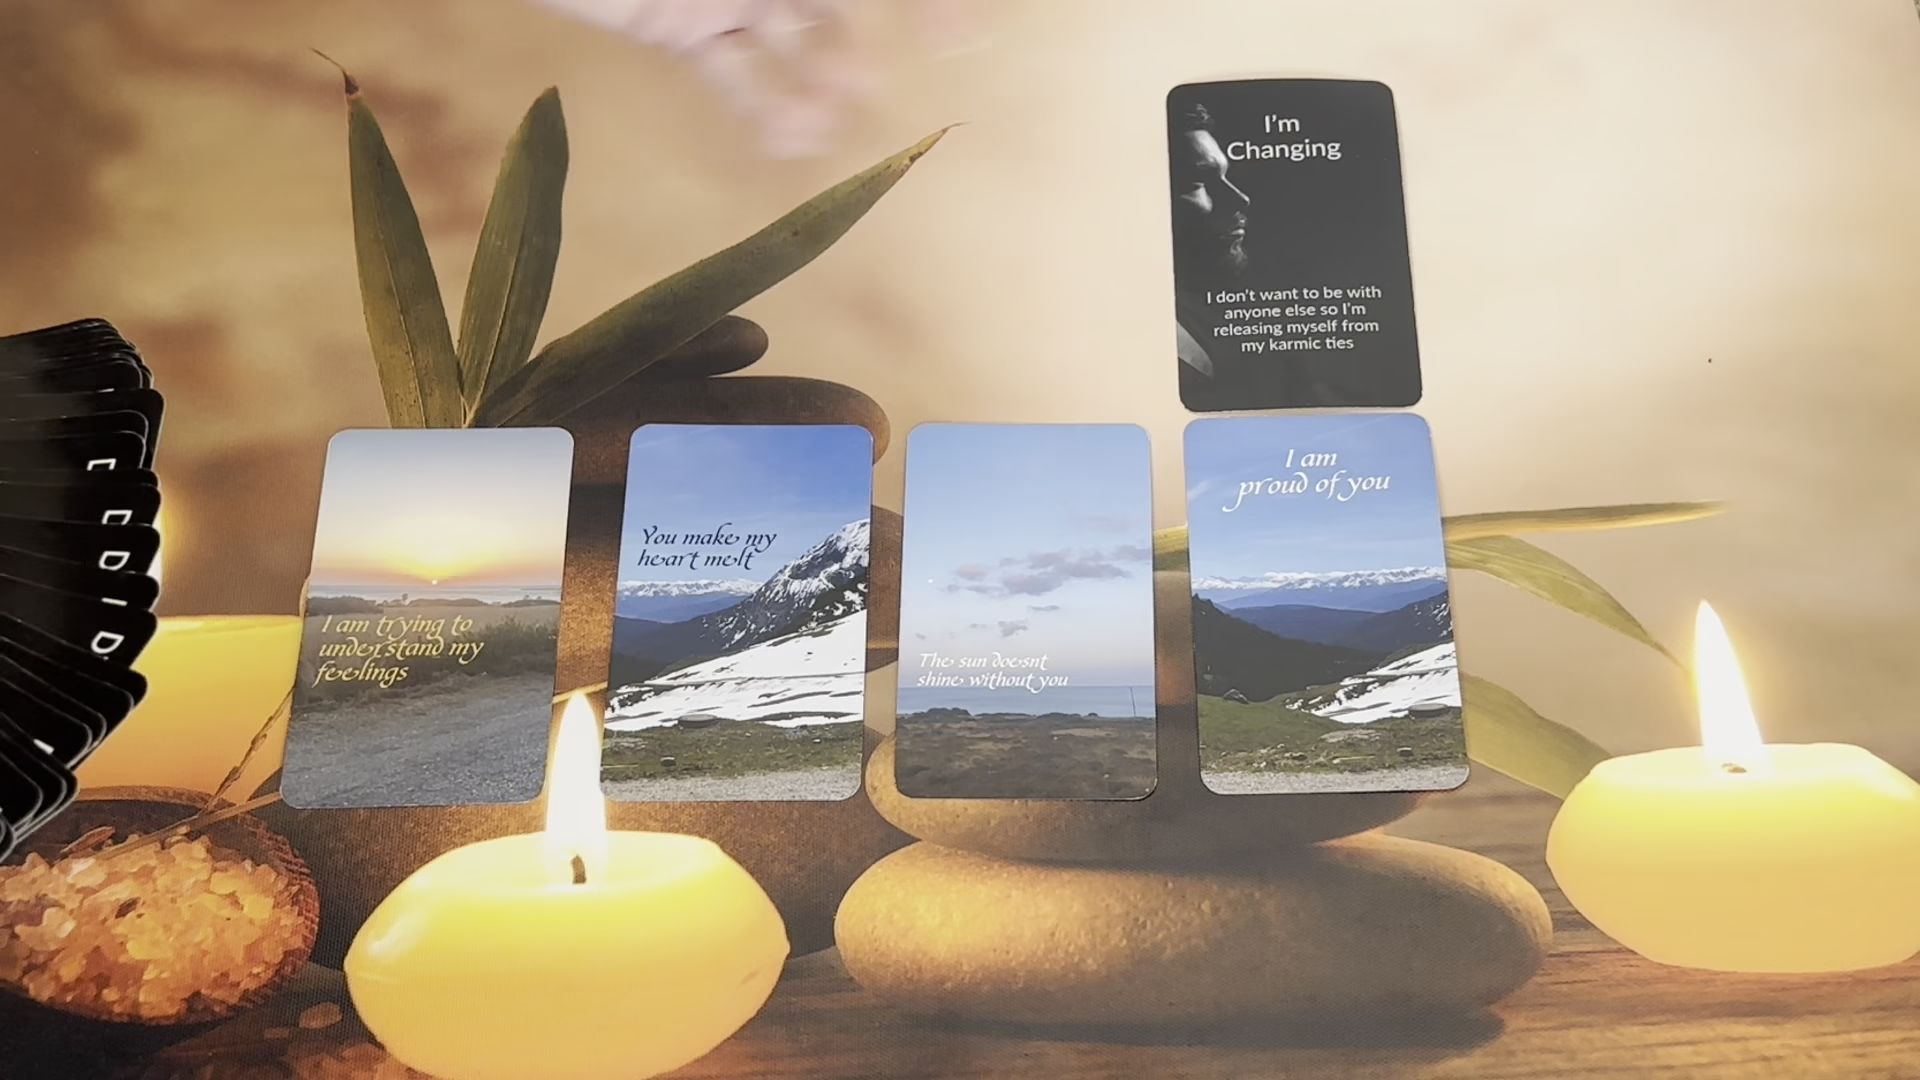 I'm
Changing
I don't want to be with
anyone else so I'm
releasing myself from
my karmic ties
I am trying to
understand my
feelings
You make my
heart melt
The sun doesnt
shine without you
I am
proud of you